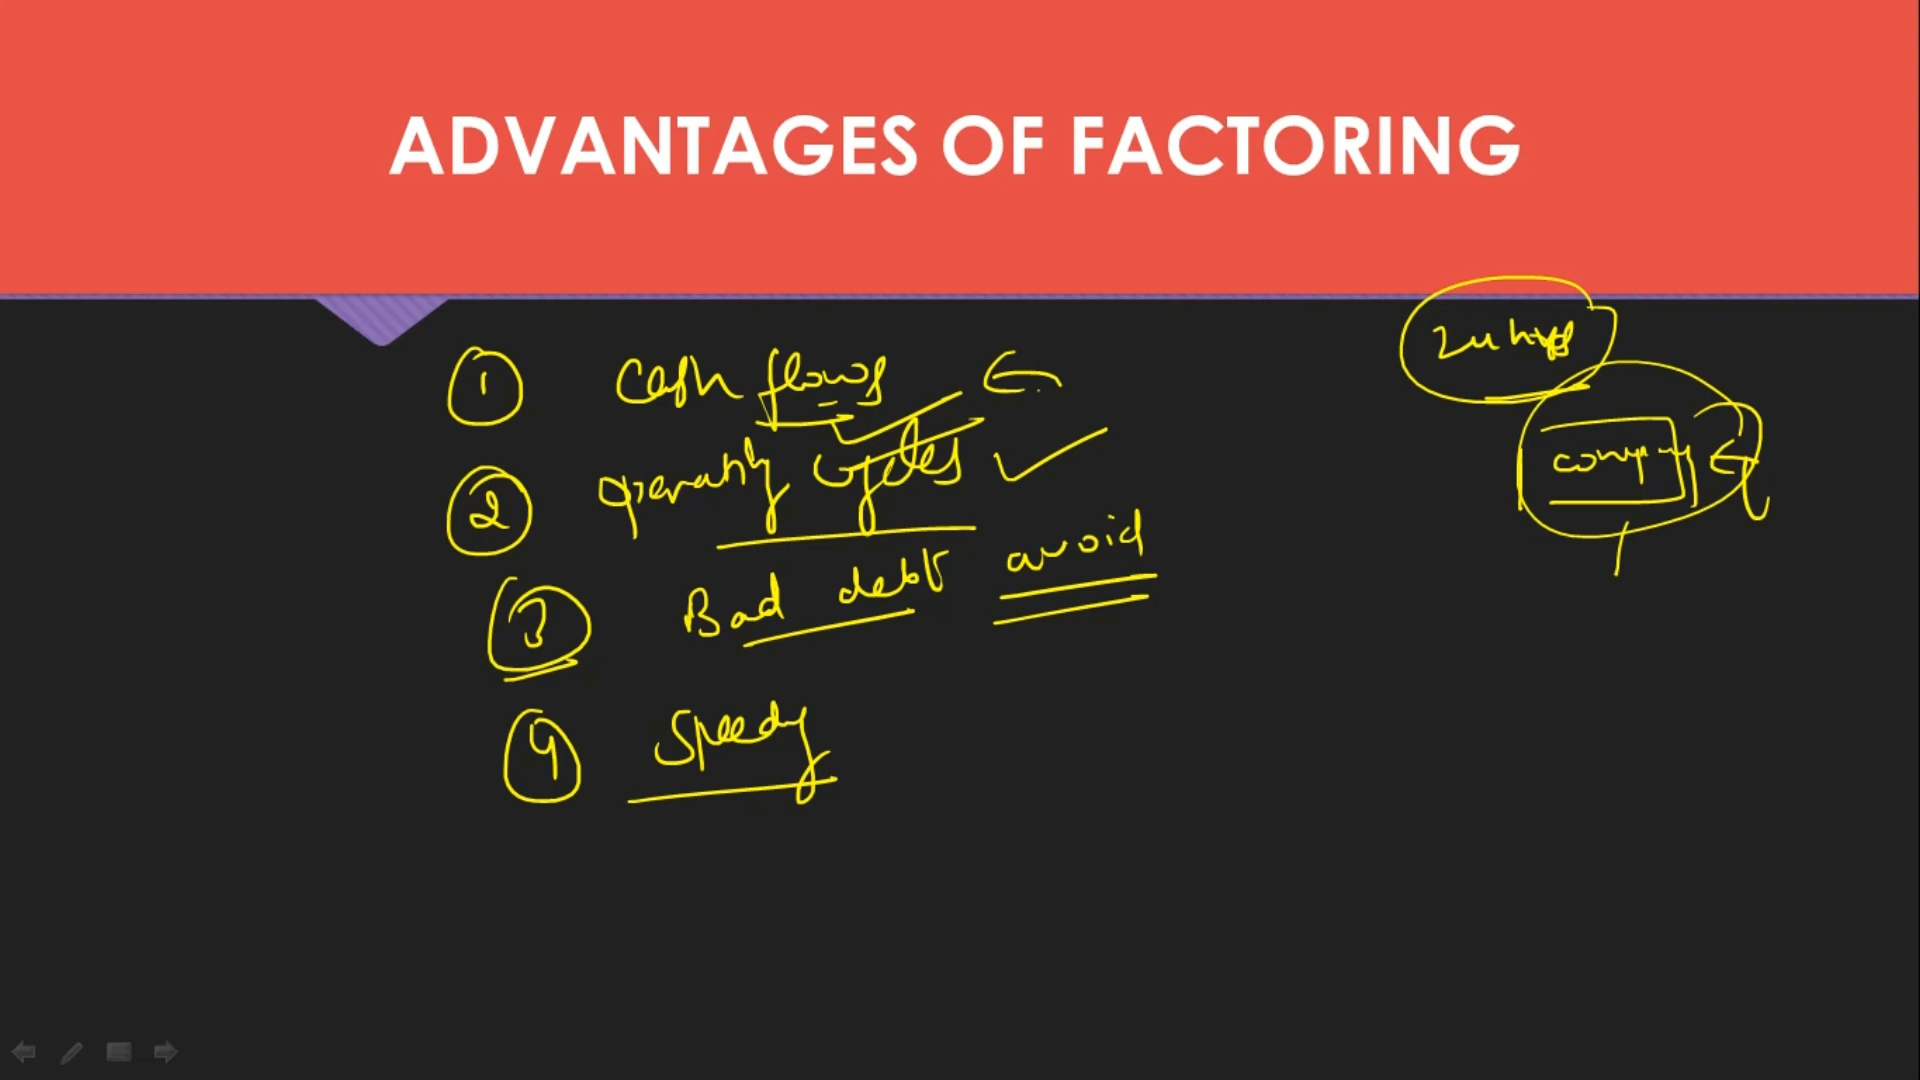 ADVANTAGES OF FACTORING
1 Cash flows
2 operating cycles
3 Bad debt avoid
4 Speedy
24 hrs
company